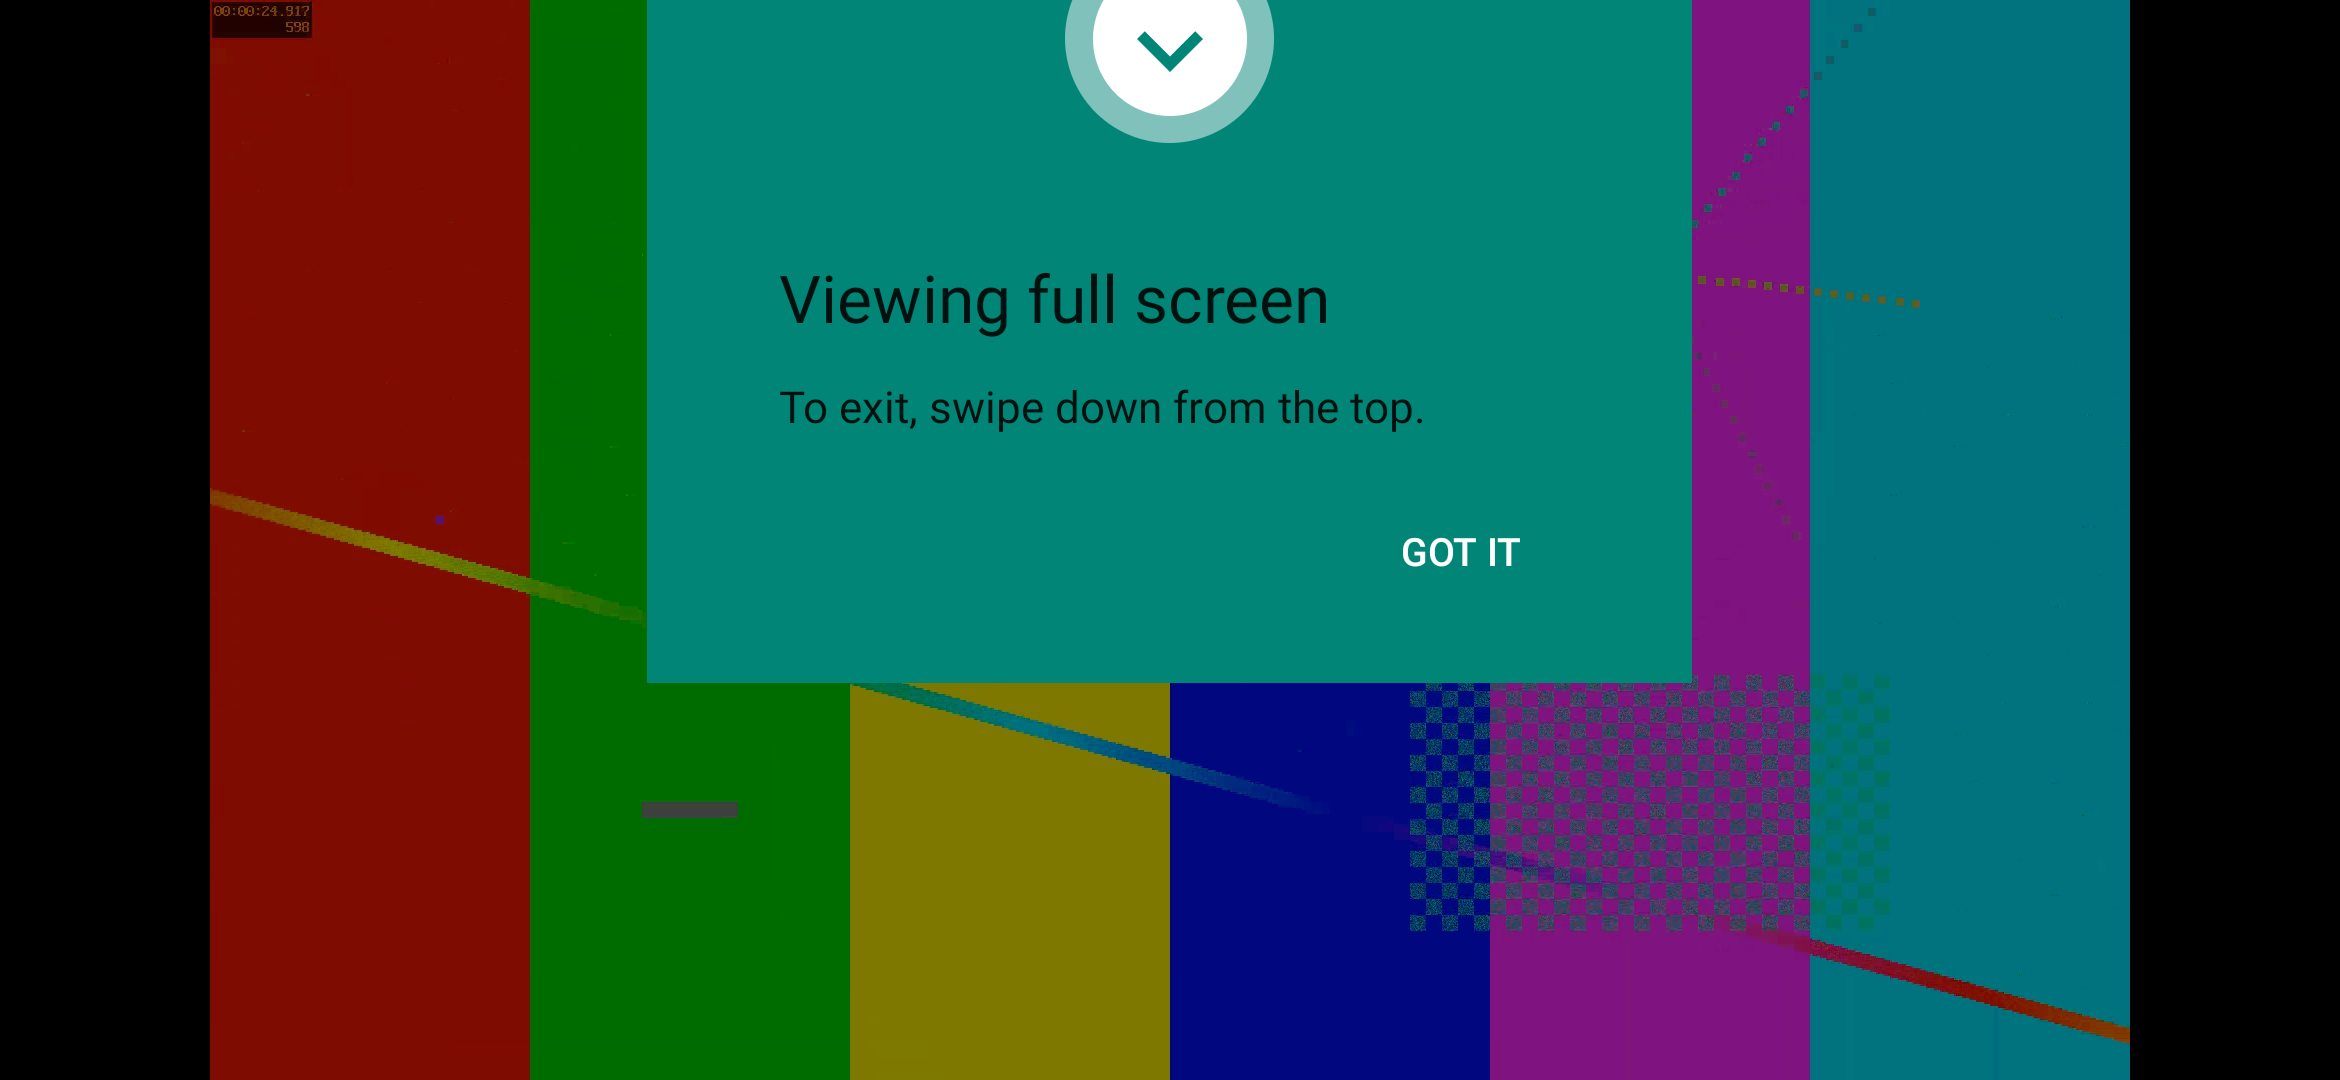 00:00:24.917
598
Viewing full screen
To exit, swipe down from the top.
GOT IT